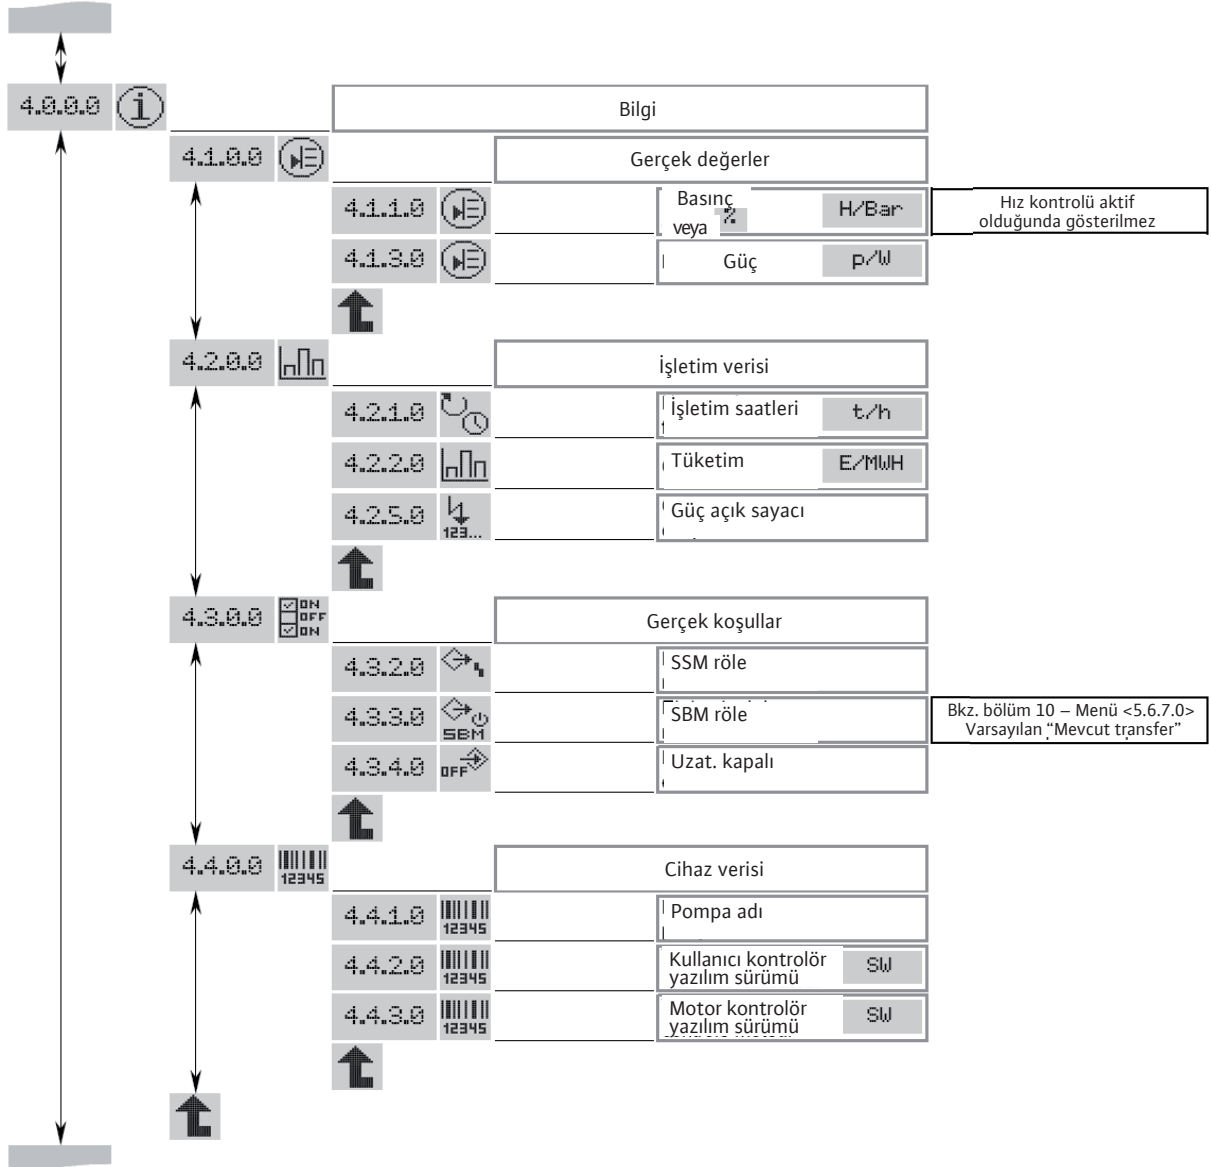 4.0.0.0 i Bilgi
4.1.0.0 Gerçek değerler
4.1.1.0 Basınç H/Bar Hız kontrolü aktif
veya % olduğunda gösterilmez
4.1.3.0 Güç p/W
4.2.0.0 İşletim verisi
4.2.1.0 İşletim saatleri t/h
4.2.2.0 Tüketim E/MWH
4.2.5.0 Güç açık sayacı
123...
4.3.0.0 ON OFF ON Gerçek koşullar
4.3.2.0 SSM röle
4.3.3.0 SBM SBM röle Bkz. bölüm 10 – Menü <5.6.7.0>
Varsayılan “Mevcut transfer”
4.3.4.0 OFF Uzat. kapalı
4.4.0.0 12345 Cihaz verisi
4.4.1.0 12345 Pompa adı
4.4.2.0 12345 Kullanıcı kontrolör SW
yazılım sürümü
4.4.3.0 12345 Motor kontrolör SW
yazılım sürümü